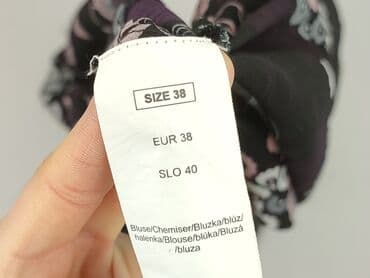 SIZE 38
EUR 38
SLO 40
Bluse/Chemiser/Bluzka/blúz/
halenka/Blouse/blúka/Bluză
/bluza